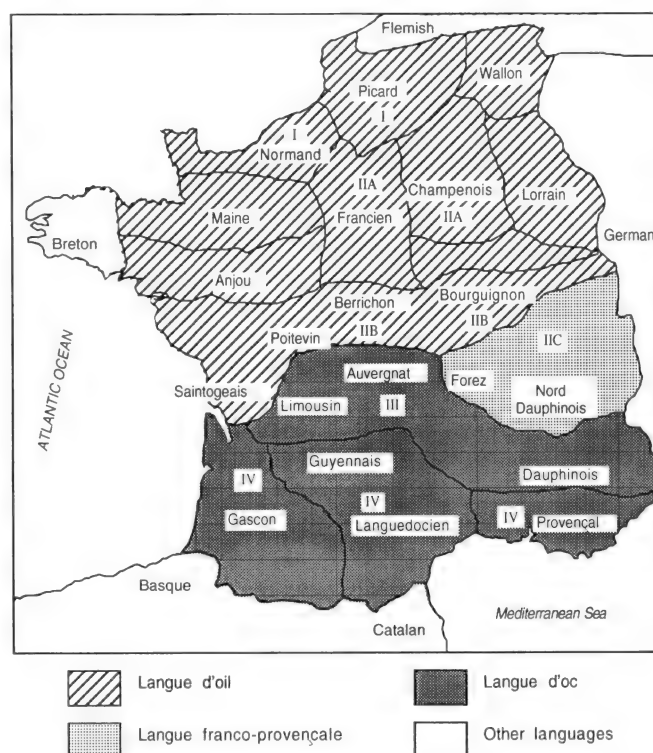 Flemish
Wallon
Picard
I
I
Normand
IIA
Champenois
Lorrain
Maine
Francien
IIA
German
Breton
Anjou
Berrichon
Bourguignon
IIB
IIB
Poitevin
IIC
Auvergnat
Forez
Nord
Dauphinois
Saintogeais
Limousin
III
ATLANTIC OCEAN
Guyennais
Dauphinois
IV
IV
IV
Gascon
Languedocien
Provençal
Basque
Mediterranean Sea
Catalan
Langue d'oil
Langue d'oc
Langue franco-provençale
Other languages